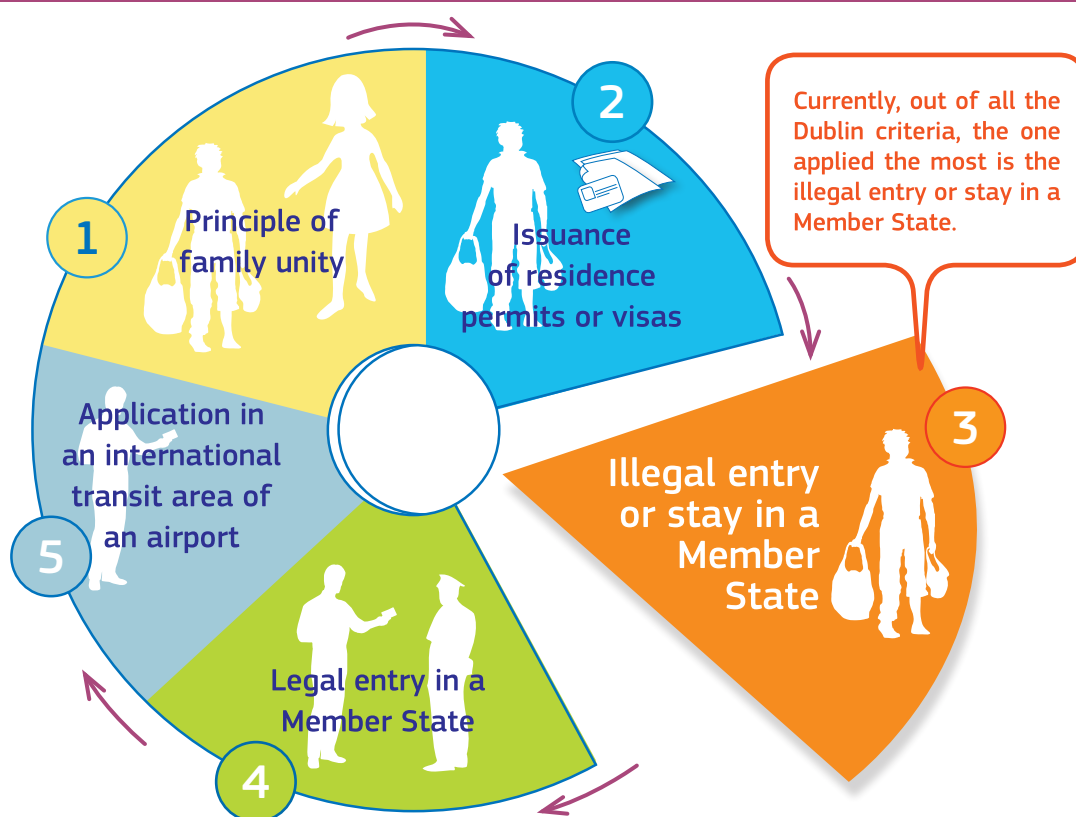 1
Principle of
family unity
2
Issuance
of residence
permits or visas
Currently, out of all the
Dublin criteria, the one
applied the most is the
illegal entry or stay in a
Member State.
3
Illegal entry
or stay in a
Member
State
4
Legal entry in a
Member State
5
Application in
an international
transit area of
an airport